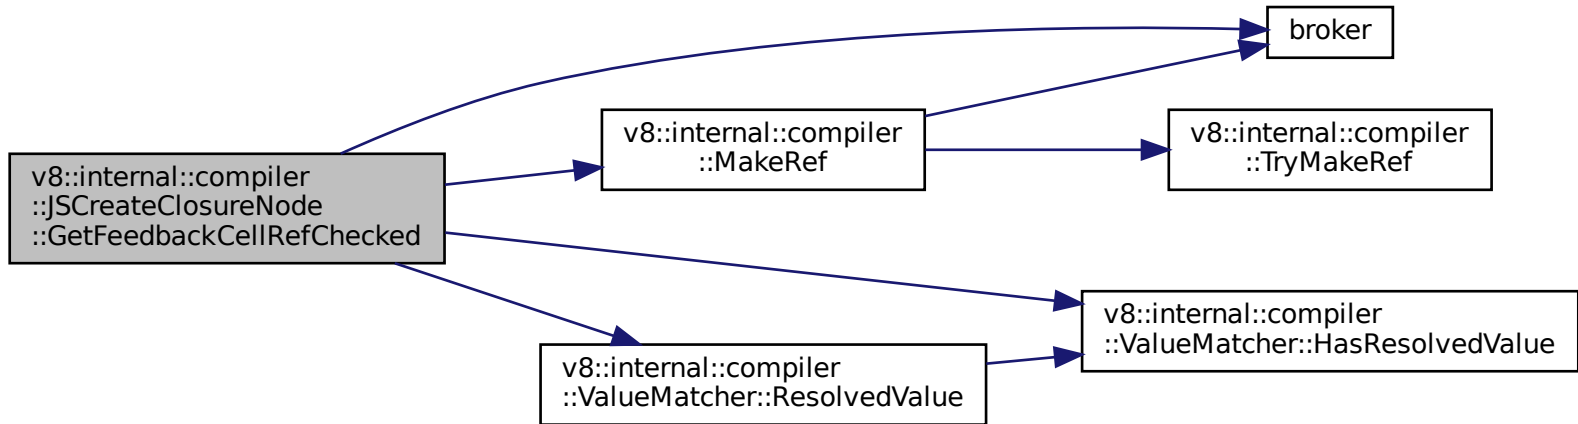 broker
v8::internal::compiler
::MakeRef
v8::internal::compiler
::TryMakeRef
v8::internal::compiler
::JSCreateClosureNode
::GetFeedbackCellRefChecked
v8::internal::compiler
::ValueMatcher::HasResolvedValue
v8::internal::compiler
::ValueMatcher::ResolvedValue